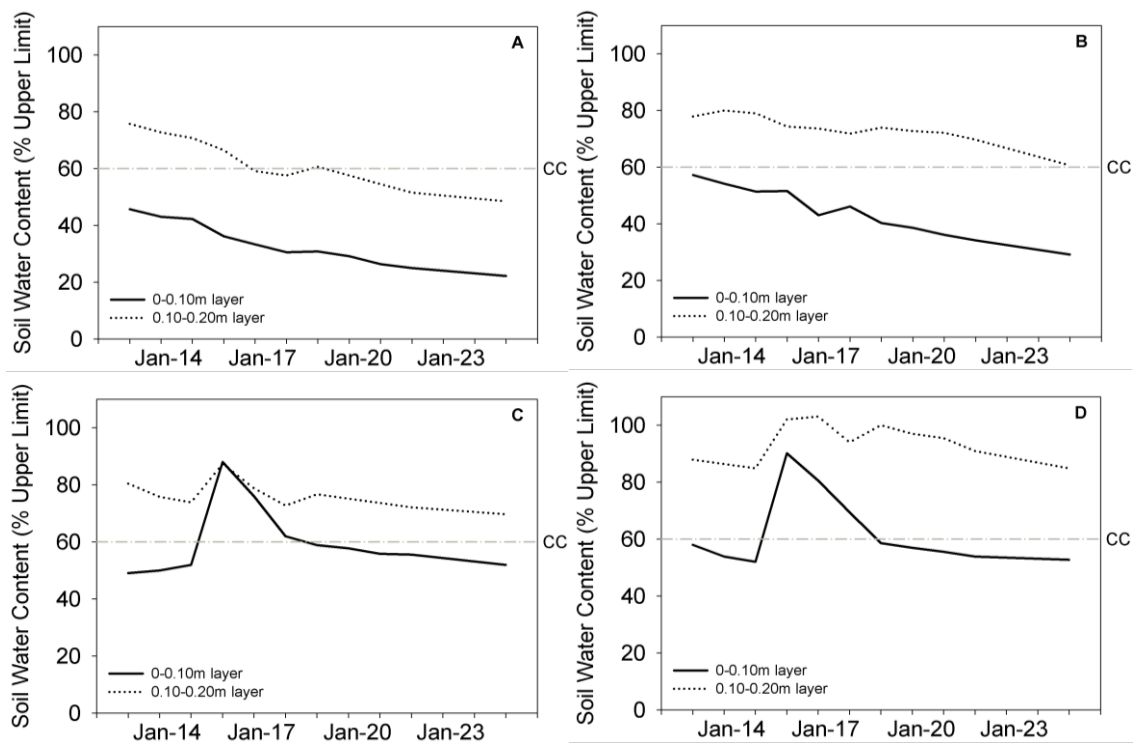 Soil Water Content (% Upper Limit)
A
100
80
60
40
20
0
CC
0-0.10m layer
0.10-0.20m layer
Jan-14 Jan-17 Jan-20 Jan-23
Soil Water Content (% Upper Limit)
B
100
80
60
40
20
0
CC
0-0.10m layer
0.10-0.20m layer
Jan-14 Jan-17 Jan-20 Jan-23
Soil Water Content (% Upper Limit)
C
100
80
60
40
20
0
CC
0-0.10m layer
0.10-0.20m layer
Jan-14 Jan-17 Jan-20 Jan-23
Soil Water Content (% Upper Limit)
D
100
80
60
40
20
0
CC
0-0.10m layer
0.10-0.20m layer
Jan-14 Jan-17 Jan-20 Jan-23